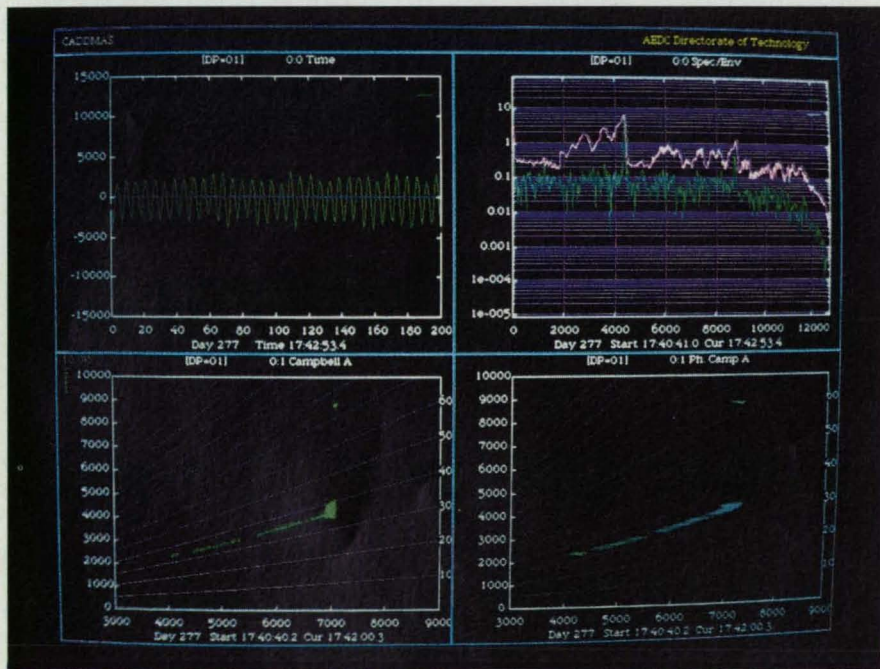 CADDMAS
AEDC Directorate of Technology
[DP=01] 0:0 Time
15000
10000
5000
0
-5000
-10000
-15000
0 20 40 60 80 100 120 140 160 180 200
Day 277 Time 17:42:53.4
[DP=01] 0:0 Spec/Env
10
1
0.1
0.01
0.001
1e-004
1e-005
0 2000 4000 6000 8000 10000 12000
Day 277 Start 17:40:41.0 Cur 17:42:53.4
[DP=01] 0:1 Campbell A
10000
9000
8000
7000
6000
5000
4000
3000
2000
1000
0
60
50
40
30
20
10
3000 4000 5000 6000 7000 8000 9000
Day 277 Start 17:40:40.2 Cur 17:42:00.3
[DP=01] 0:1 Ph. Camp A
10000
9000
8000
7000
6000
5000
4000
3000
2000
1000
0
60
50
40
30
20
10
3000 4000 5000 6000 7000 8000 9000
Day 277 Start 17:40:40.2 Cur 17:42:00.3